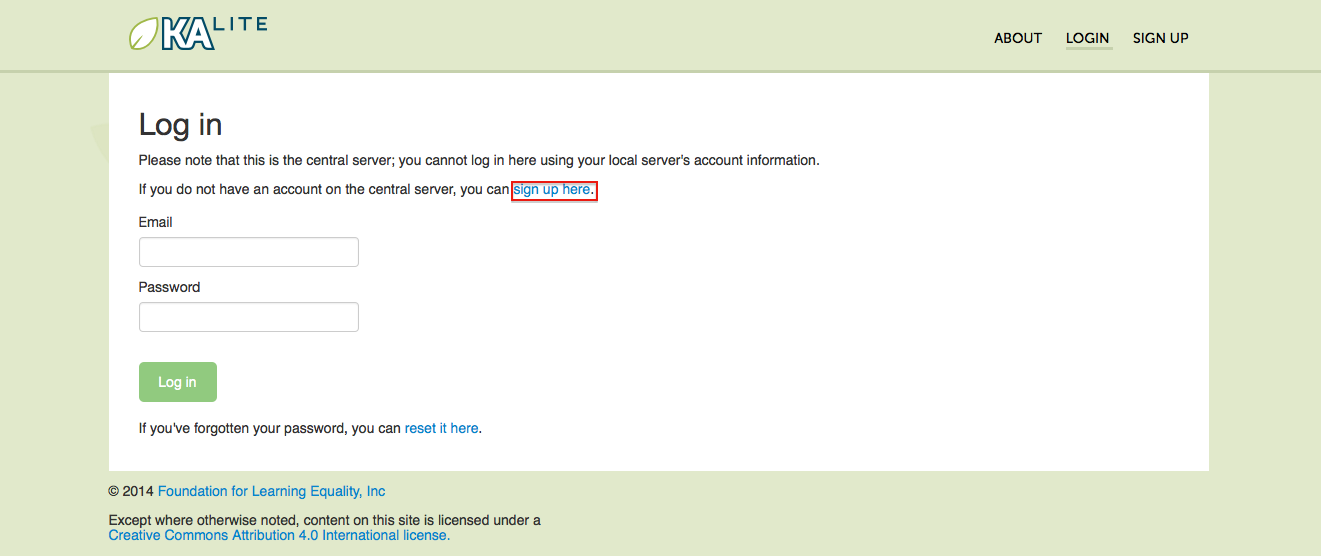 KA LITE
ABOUT LOGIN SIGN UP
Log in
Please note that this is the central server; you cannot log in here using your local server's account information.
If you do not have an account on the central server, you can sign up here.
Email
Password
Log in
If you've forgotten your password, you can reset it here.
© 2014 Foundation for Learning Equality, Inc
Except where otherwise noted, content on this site is licensed under a
Creative Commons Attribution 4.0 International license.